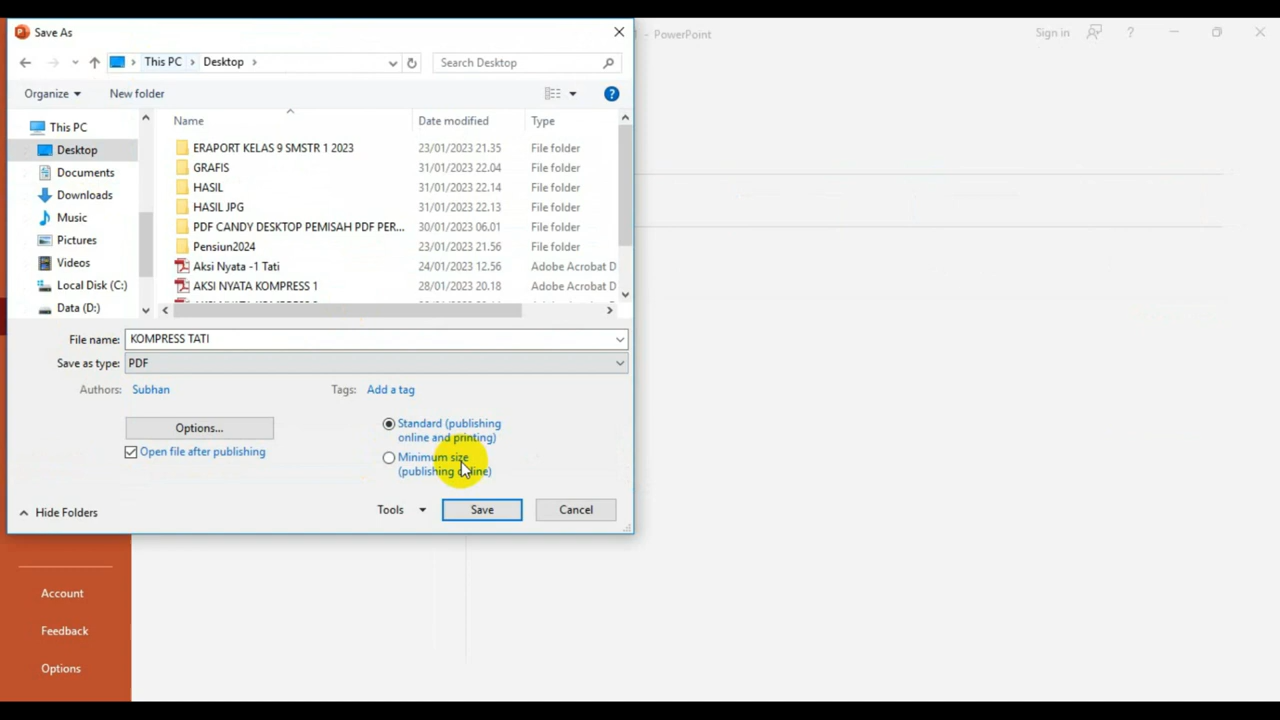 Save As
- PowerPoint
Sign in
?
This PC
Desktop
Search Desktop
Organize
New folder
?
Name
Date modified
Type
This PC
Desktop
Documents
Downloads
Music
Pictures
Videos
Local Disk (C:)
Data (D:)
ERAPORT KELAS 9 SMSTR 1 2023 23/01/2023 21.35 File folder
GRAFIS 31/01/2023 22.04 File folder
HASIL 31/01/2023 22.14 File folder
HASIL JPG 31/01/2023 22.13 File folder
PDF CANDY DESKTOP PEMISAH PDF PER... 30/01/2023 06.01 File folder
Pensiun2024 23/01/2023 21.56 File folder
Aksi Nyata -1 Tati 24/01/2023 12.56 Adobe Acrobat D
AKSI NYATA KOMPRESS 1 28/01/2023 20.18 Adobe Acrobat D
File name: KOMPRESS TATI
Save as type: PDF
Authors: Subhan
Tags: Add a tag
Options...
Open file after publishing
Standard (publishing
online and printing)
Minimum size
(publishing online)
Hide Folders
Tools
Save
Cancel
Account
Feedback
Options